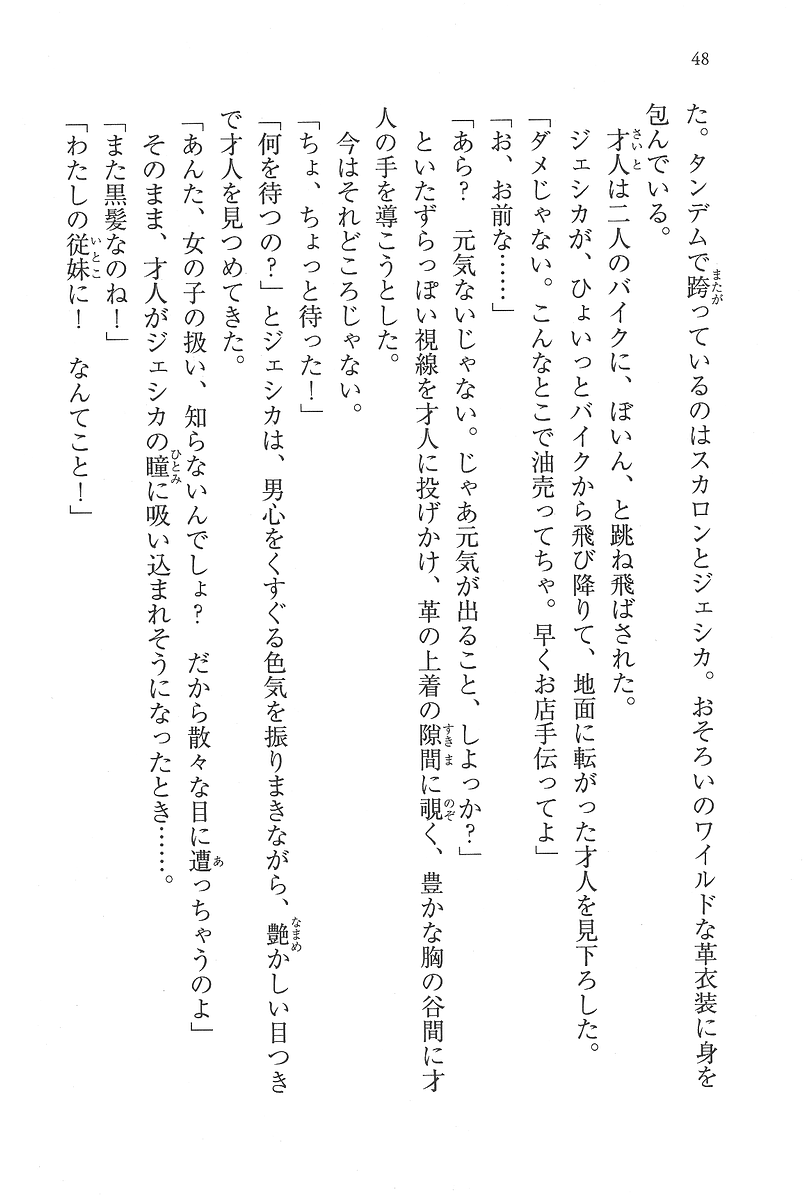 48
た。タンデムで跨っているのはスカロンとジェシカ。おそろいのワイルドな革衣装に身を
包んでいる。
才人は二人のバイクに、ぽいん、と跳ね飛ばされた。
ジェシカが、ひょいっとバイクから飛び降りて、地面に転がった才人を見下ろした。
「ダメじゃない。こんなとこで油売ってちゃ。早くお店手伝ってよ」
「お、お前な……」
「あら？　元気ないじゃない。じゃあ元気が出ること、しよっか？」
といたずらっぽい視線を才人に投げかけ、革の上着の隙間に覗く、豊かな胸の谷間に才
人の手を導こうとした。
今はそれどころじゃない。
「ちょ、ちょっと待った！」
「何を待つの？」とジェシカは、男心をくすぐる色気を振りまきながら、艶かしい目つき
で才人を見つめてきた。
「あんた、女の子の扱い、知らないんでしょ？　だから散々な目に遭っちゃうのよ」
そのまま、才人がジェシカの瞳に吸い込まれそうになったとき……。
「また黒髪なのね！」
「わたしの従妹に！　なんてこと！」